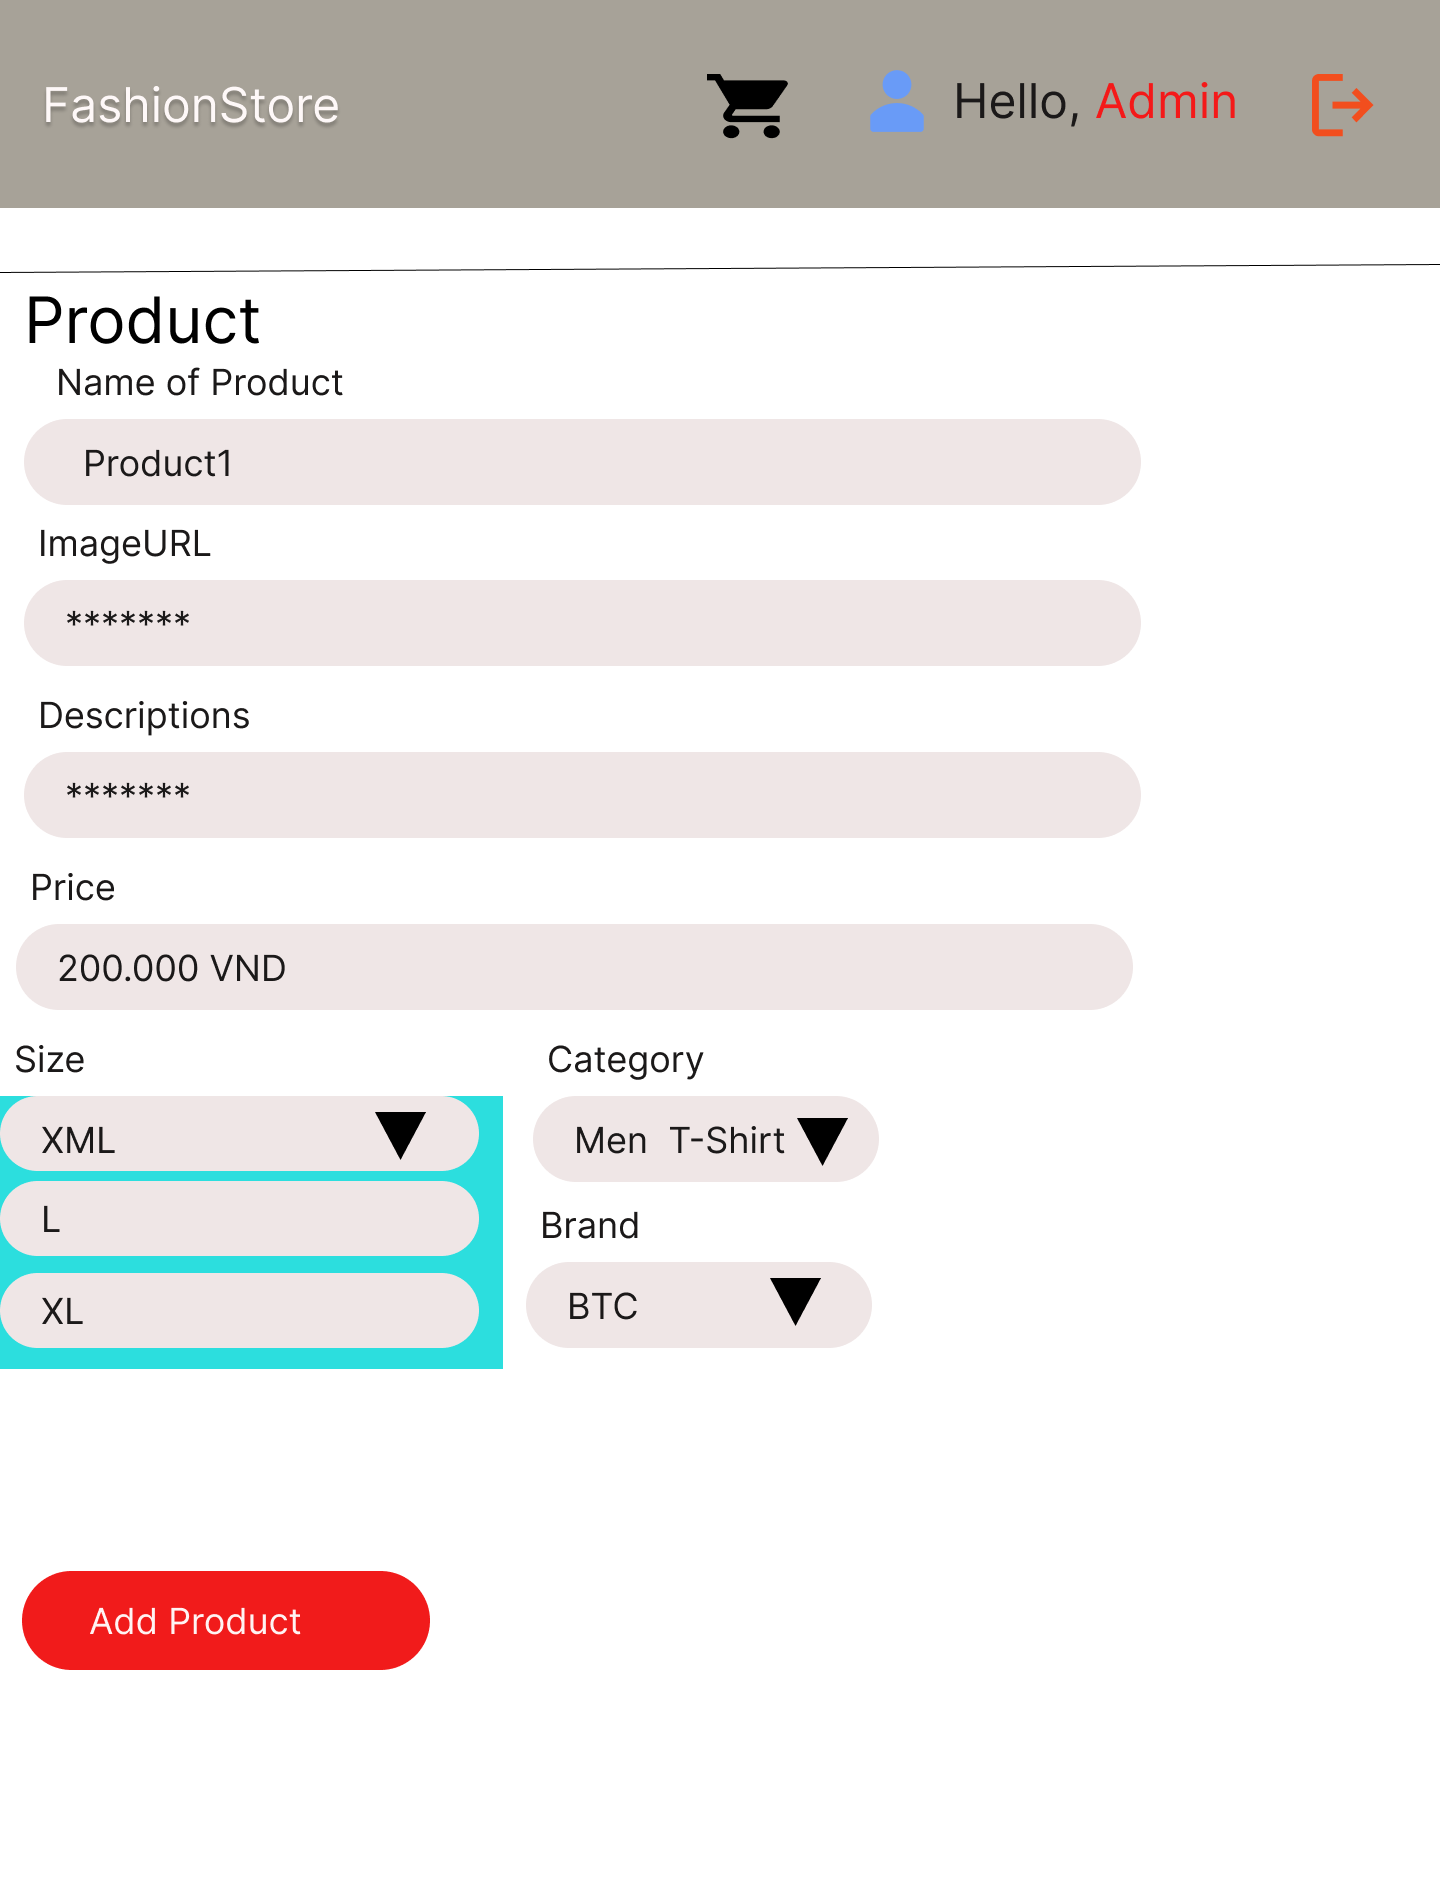 FashionStore
Hello, Admin
Product
Name of Product
Product1
ImageURL
*******
Descriptions
*******
Price
200.000 VND
Size
Category
XML
Men  T-Shirt
L
Brand
XL
BTC
Add Product